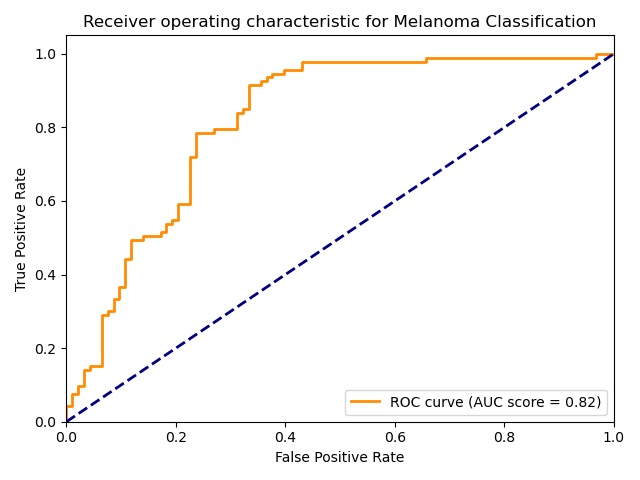 Receiver operating characteristic for Melanoma Classification
1.0
0.8
0.6
0.4
0.2
0.0
True Positive Rate
ROC curve (AUC score = 0.82)
0.0 0.2 0.4 0.6 0.8 1.0
False Positive Rate